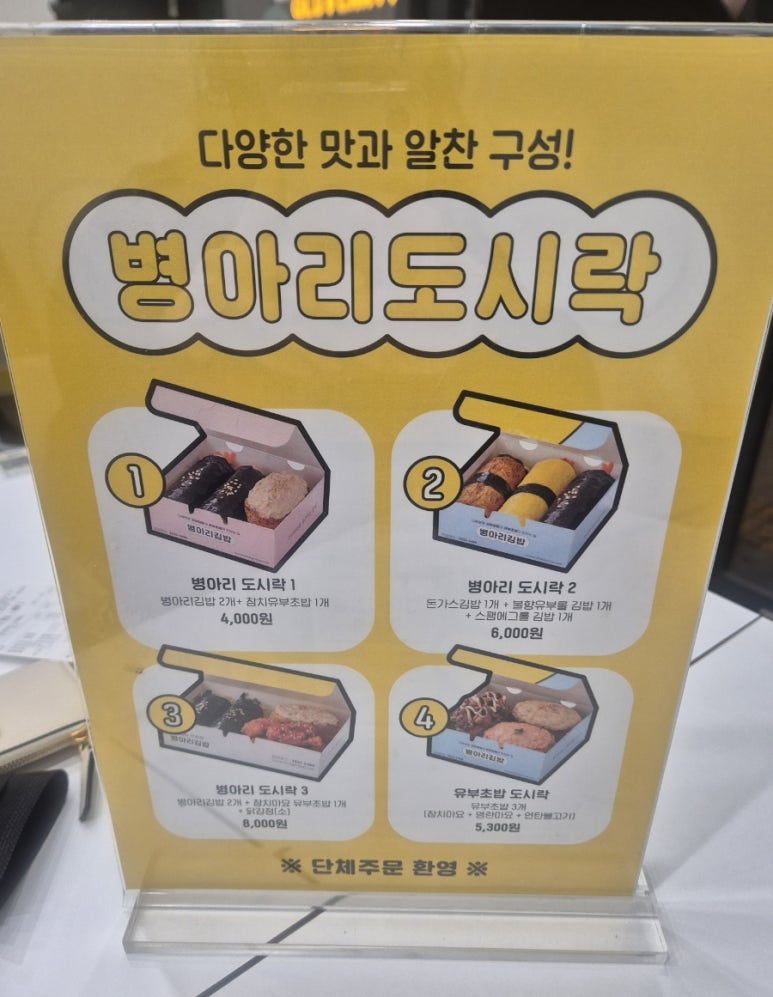 다양한 맛과 알찬 구성!
병아리도시락
1
병아리김밥
병아리 도시락 1
병아리김밥 2개+ 참치유부초밥 1개
4,000원
2
병아리김밥
병아리 도시락 2
돈가스김밥 1개 + 불향유부롤 김밥 1개
+ 스팸에그롤 김밥 1개
6,000원
3
병아리김밥
병아리 도시락 3
병아리김밥 2개 + 참치마요 유부초밥 1개
+ 닭강정(소)
8,000원
4
병아리김밥
유부초밥 도시락
유부초밥 3개
(참치마요 + 명란마요 + 언타불고기)
5,300원
※ 단체주문 환영 ※